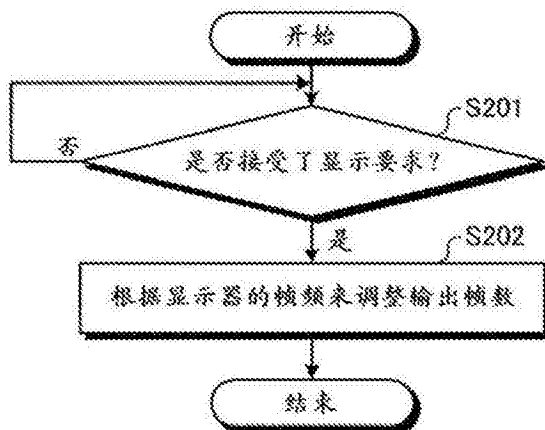 开始
S201
否
是否接受了显示要求?
是
S202
根据显示器的帧频来调整输出帧数
结束